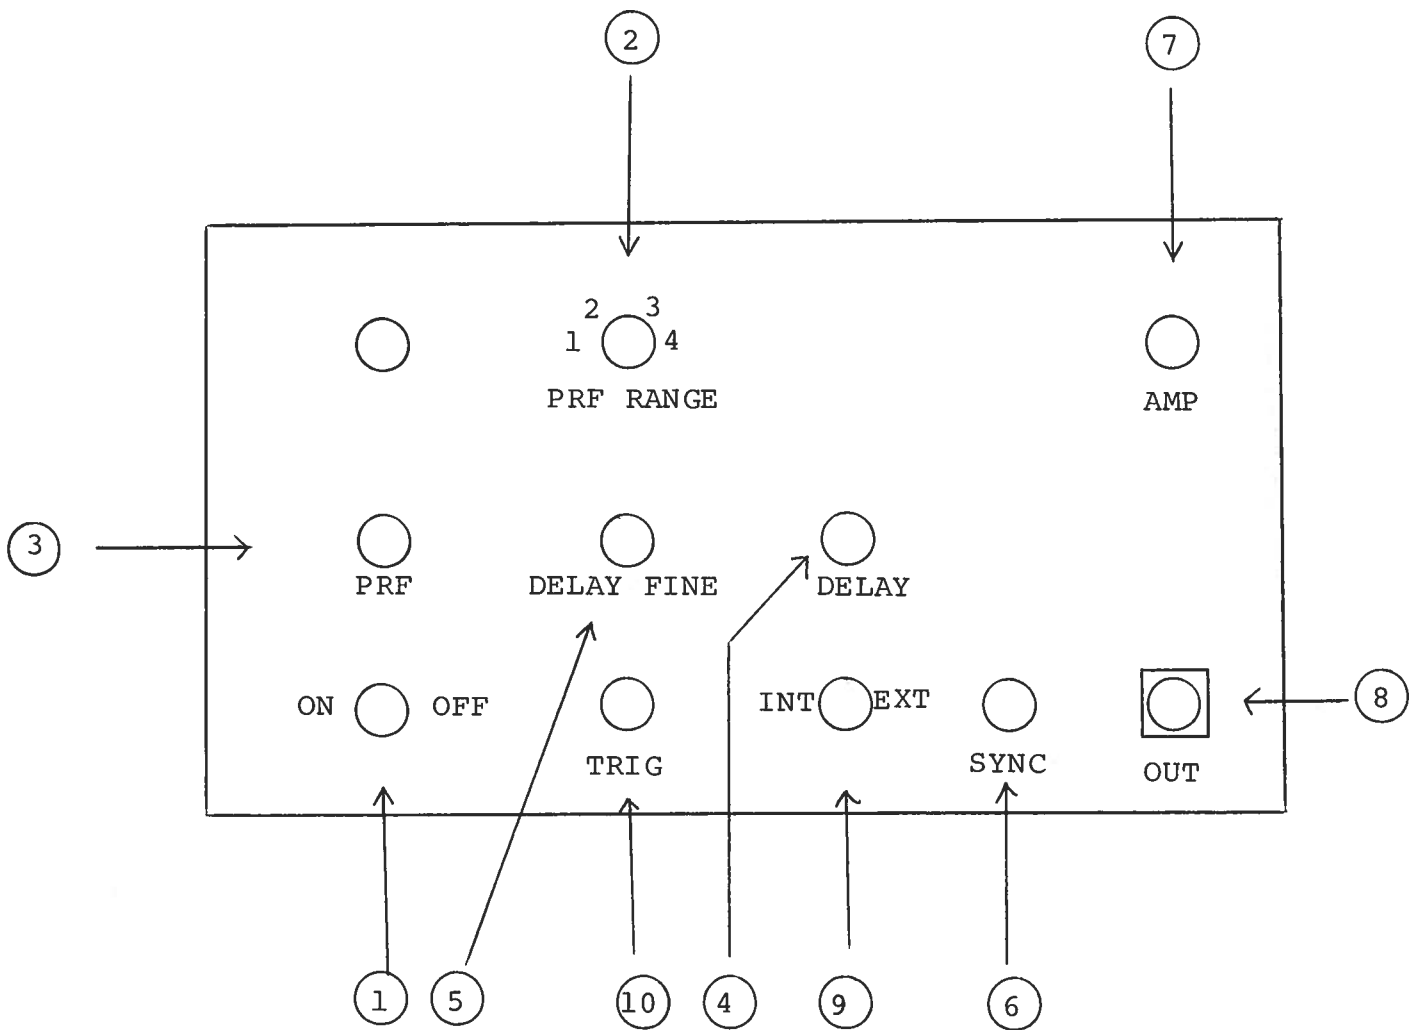 2 7
2 3
1 4
PRF RANGE AMP
3
PRF DELAY FINE DELAY
ON OFF INT EXT 8
TRIG SYNC OUT
1 5 10 4 9 6